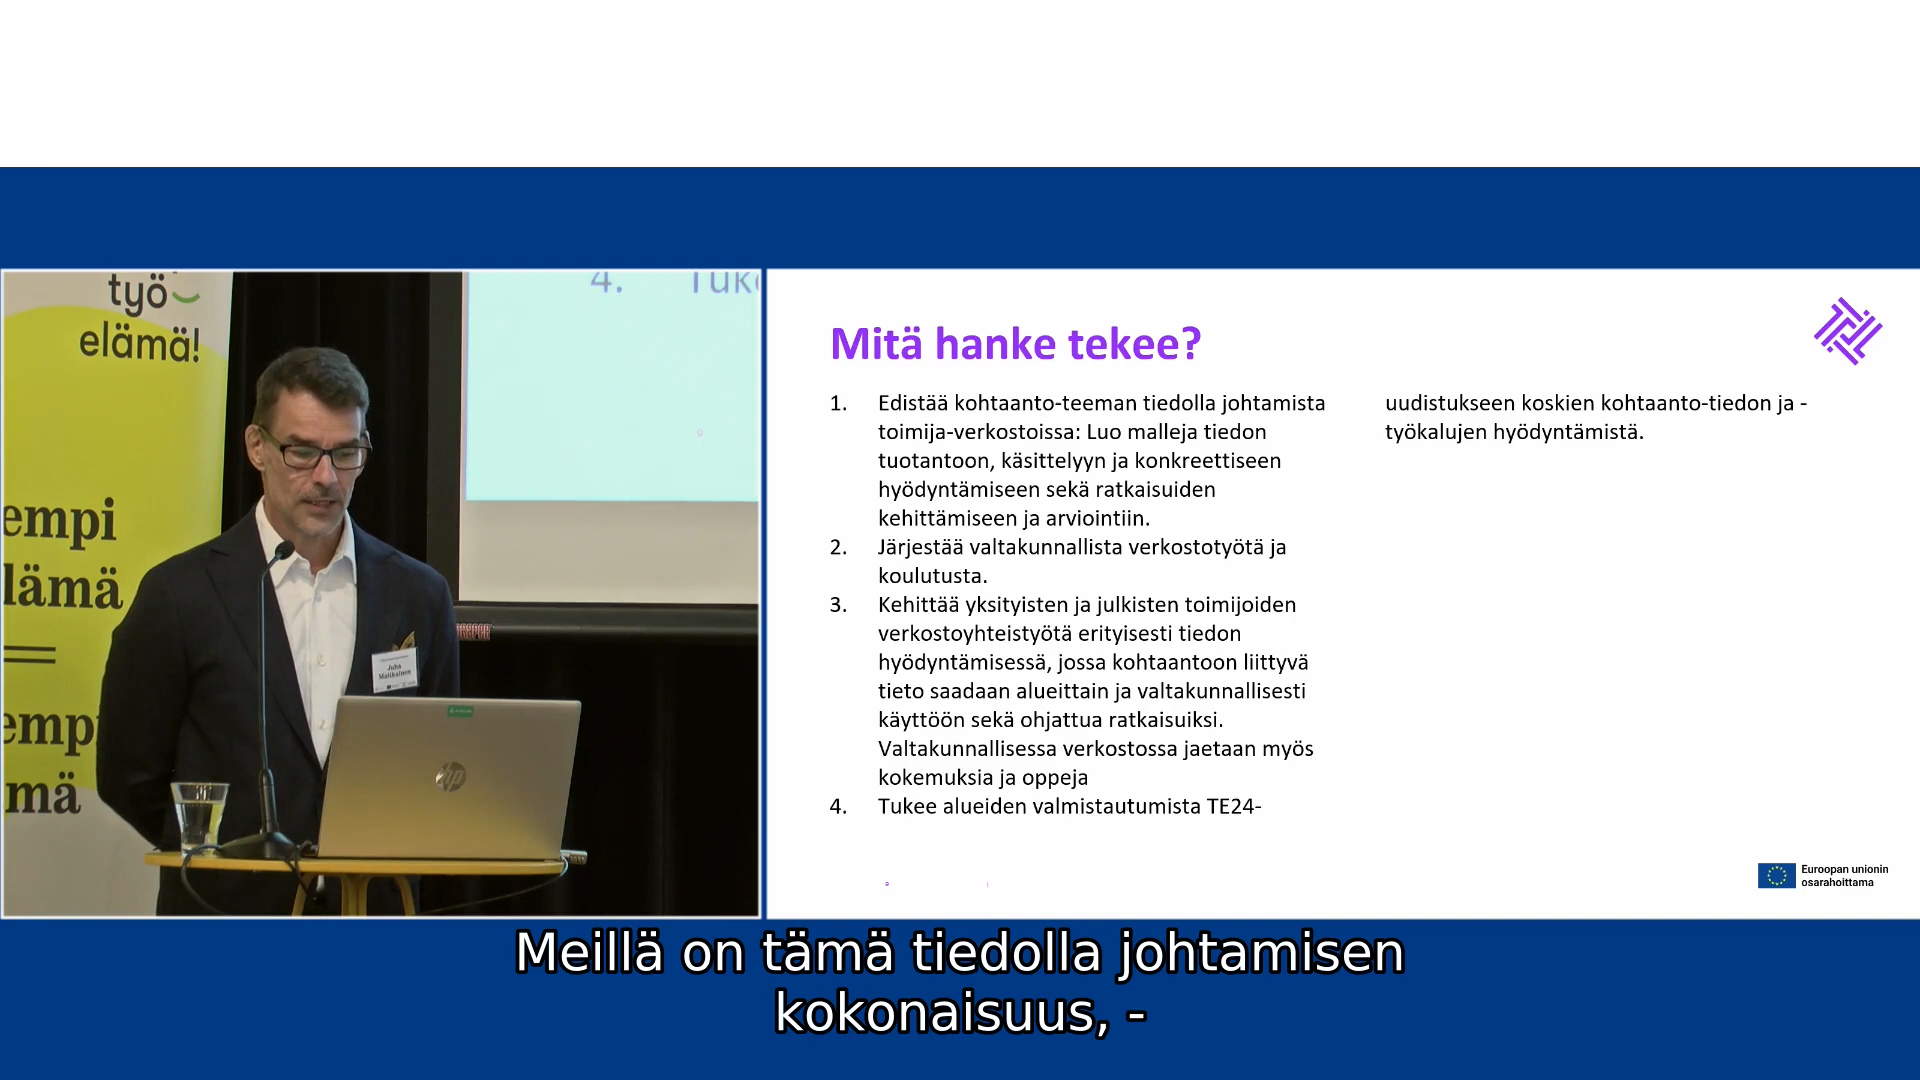 työ
elämä!
empi
lämä
empi
mä
4. Tuke
Juha
Matikainen
hp
Mitä hanke tekee?
1. Edistää kohtaanto-teeman tiedolla johtamista
toimija-verkostoissa: Luo malleja tiedon
tuotantoon, käsittelyyn ja konkreettiseen
hyödyntämiseen sekä ratkaisuiden
kehittämiseen ja arviointiin.
2. Järjestää valtakunnallista verkostotyötä ja
koulutusta.
3. Kehittää yksityisten ja julkisten toimijoiden
verkostoyhteistyötä erityisesti tiedon
hyödyntämisessä, jossa kohtaantoon liittyvä
tieto saadaan alueittain ja valtakunnallisesti
käyttöön sekä ohjattua ratkaisuiksi.
Valtakunnallisessa verkostossa jaetaan myös
kokemuksia ja oppeja
4. Tukee alueiden valmistautumista TE24-
uudistukseen koskien kohtaanto-tiedon ja -
työkalujen hyödyntämistä.
Euroopan unionin
osarahoittama
Meillä on tämä tiedolla johtamisen
kokonaisuus, -